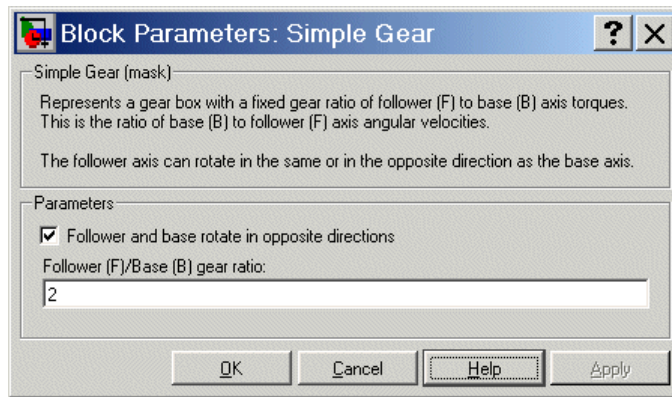 Block Parameters: Simple Gear
Simple Gear (mask)
Represents a gear box with a fixed gear ratio of follower (F) to base (B) axis torques.
This is the ratio of base (B) to follower (F) axis angular velocities.
The follower axis can rotate in the same or in the opposite direction as the base axis.
Parameters
Follower and base rotate in opposite directions
Follower (F)/Base (B) gear ratio:
2
OK Cancel Help Apply